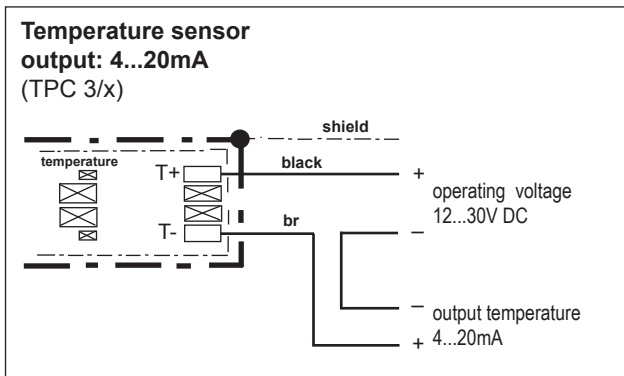 Temperature sensor
output: 4...20mA
(TPC 3/x)
shield
temperature
T+
black
+
operating voltage
12...30V DC
T-
br
–
– output temperature
+ 4...20mA